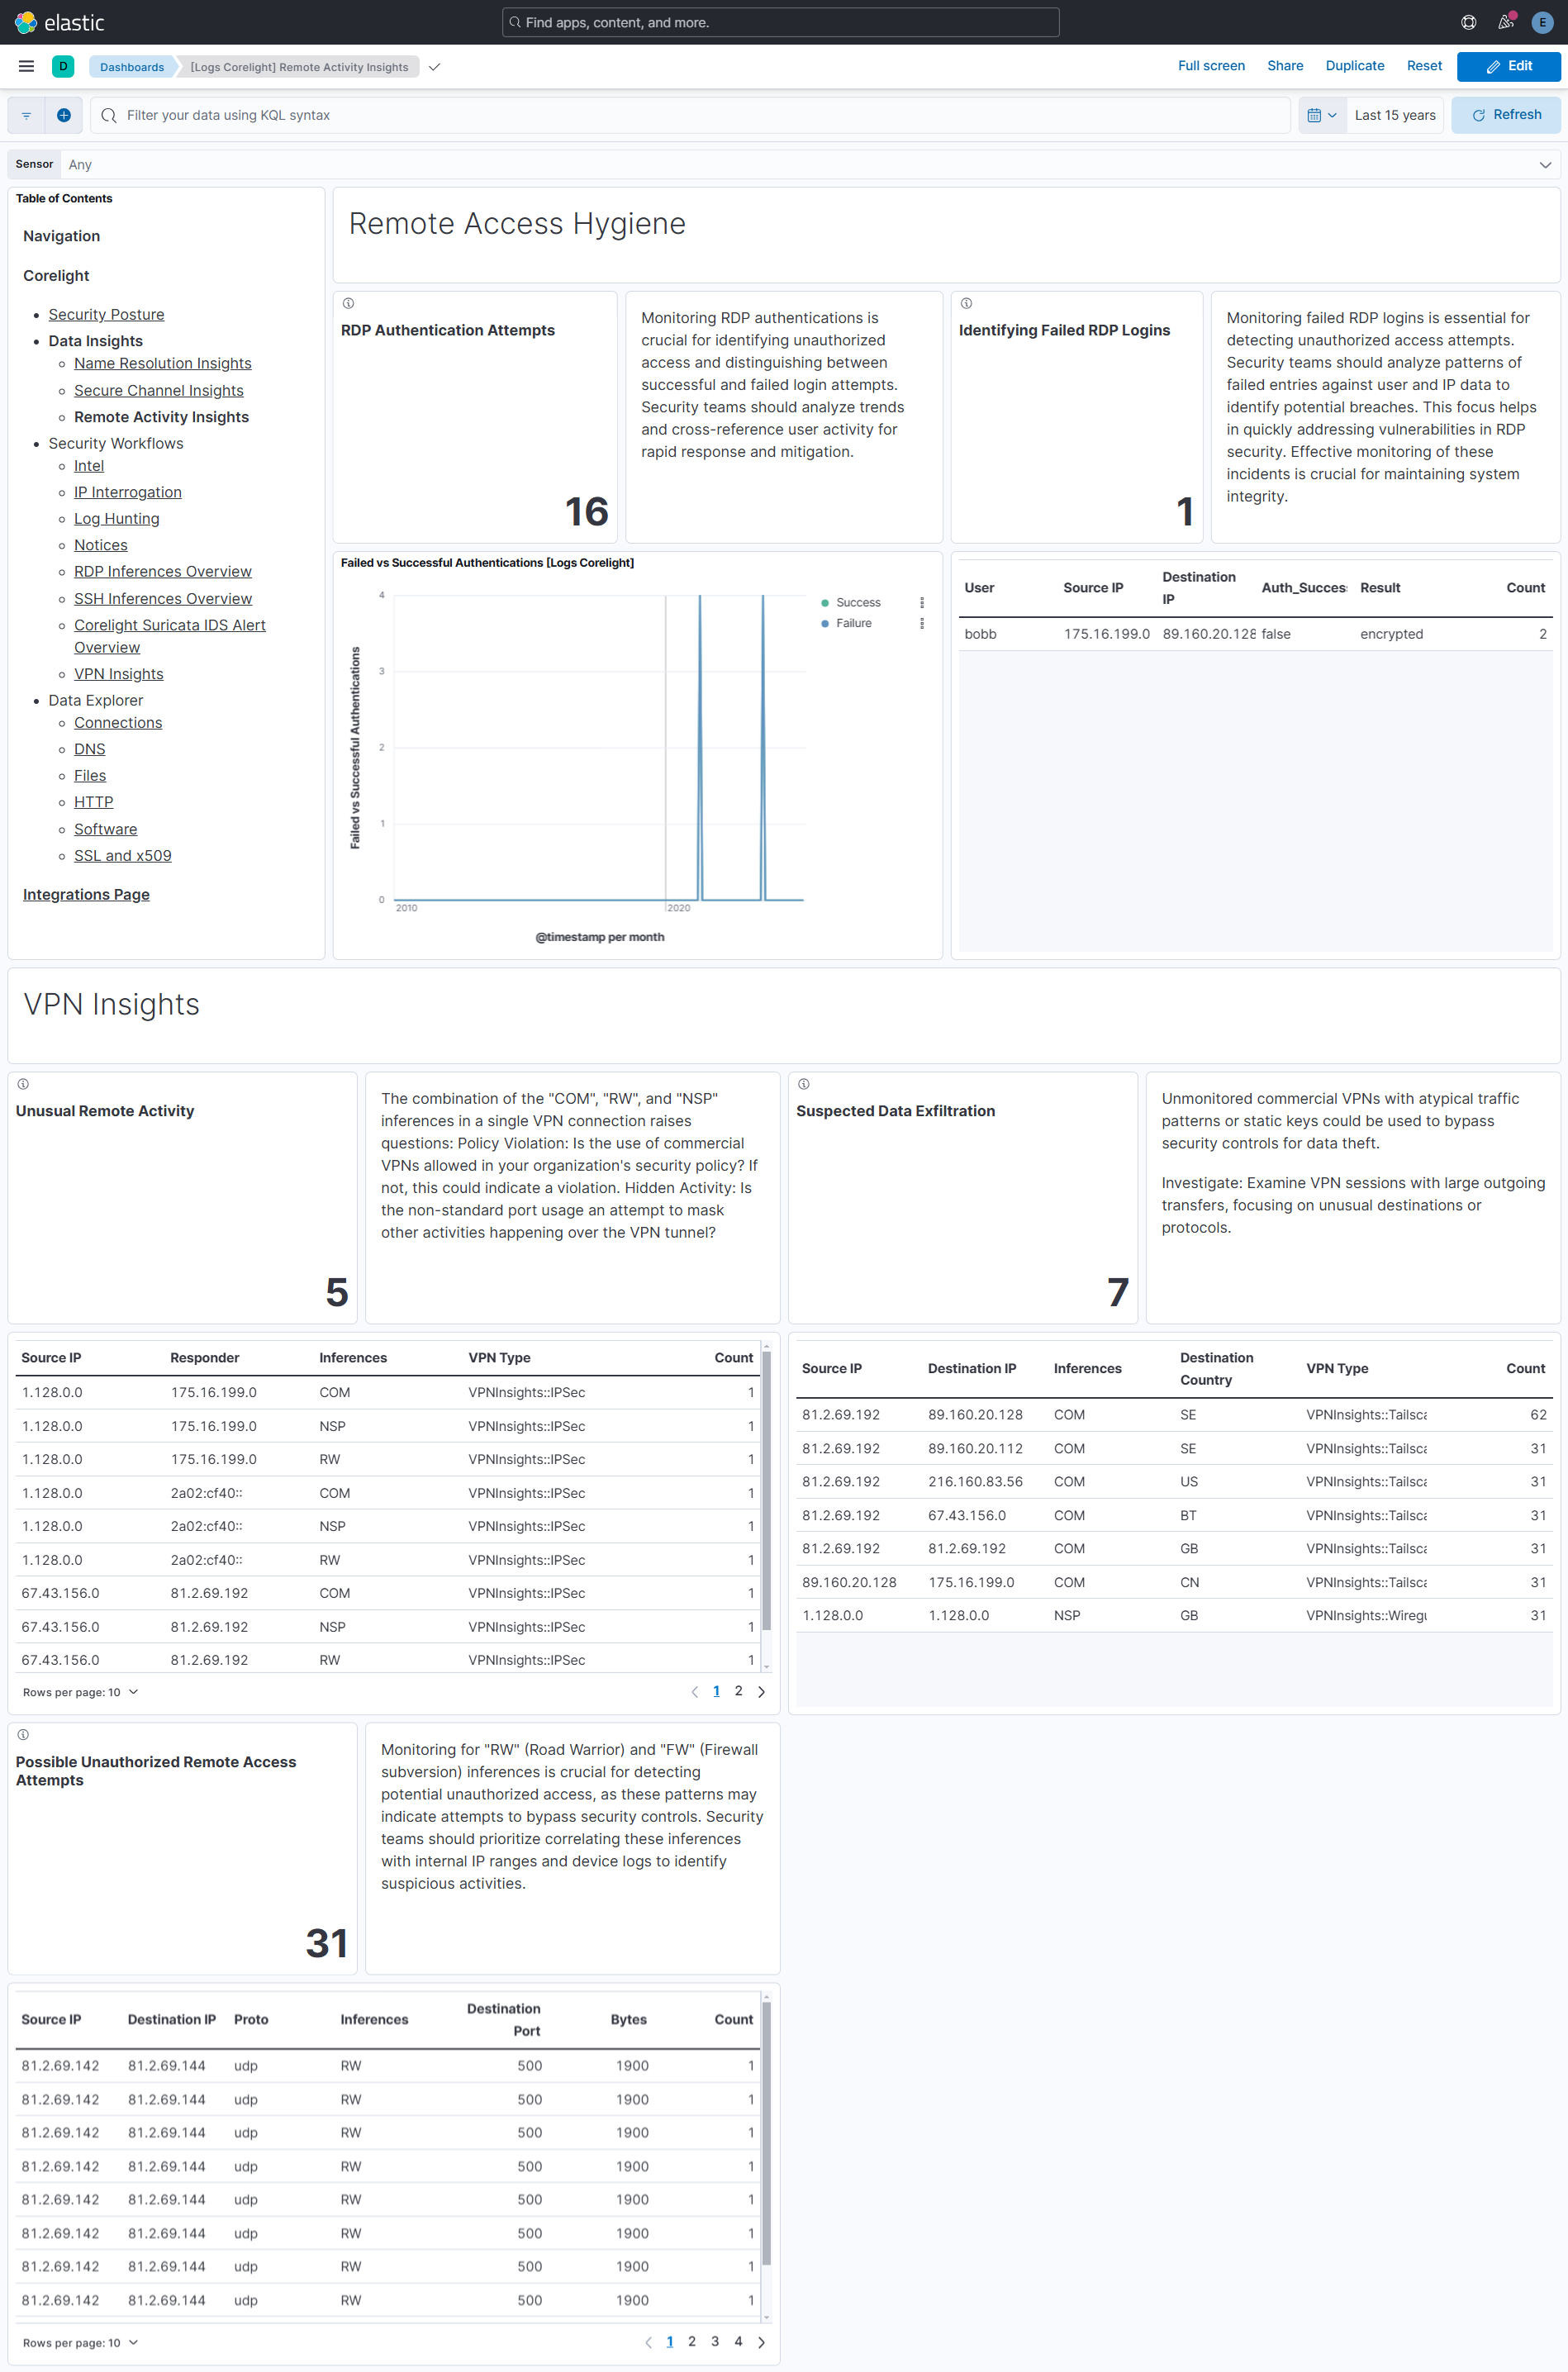 elastic
Find apps, content, and more.
E
D
Dashboards
[Logs Corelight] Remote Activity Insights
Full screen
Share
Duplicate
Reset
Edit
Filter your data using KQL syntax
Last 15 years
Refresh
Sensor
Any
Table of Contents
Navigation
Corelight
Security Posture
Data Insights
Name Resolution Insights
Secure Channel Insights
Remote Activity Insights
Security Workflows
Intel
IP Interrogation
Log Hunting
Notices
RDP Inferences Overview
SSH Inferences Overview
Corelight Suricata IDS Alert
Overview
VPN Insights
Data Explorer
Connections
DNS
Files
HTTP
Software
SSL and x509
Integrations Page
Remote Access Hygiene
RDP Authentication Attempts
16
Monitoring RDP authentications is
crucial for identifying unauthorized
access and distinguishing between
successful and failed login attempts.
Security teams should analyze trends
and cross-reference user activity for
rapid response and mitigation.
Identifying Failed RDP Logins
1
Monitoring failed RDP logins is essential for
detecting unauthorized access attempts.
Security teams should analyze patterns of
failed entries against user and IP data to
identify potential breaches. This focus helps
in quickly addressing vulnerabilities in RDP
security. Effective monitoring of these
incidents is crucial for maintaining system
integrity.
Failed vs Successful Authentications [Logs Corelight]
Failed vs Successful Authentications
4
3
2
1
0
2010
2020
@timestamp per month
Success
Failure
User Source IP Destination IP Auth_Succes Result Count
bobb 175.16.199.0 89.160.20.128 false encrypted 2
VPN Insights
Unusual Remote Activity
5
The combination of the "COM", "RW", and "NSP"
inferences in a single VPN connection raises
questions: Policy Violation: Is the use of commercial
VPNs allowed in your organization's security policy? If
not, this could indicate a violation. Hidden Activity: Is
the non-standard port usage an attempt to mask
other activities happening over the VPN tunnel?
Suspected Data Exfiltration
7
Unmonitored commercial VPNs with atypical traffic
patterns or static keys could be used to bypass
security controls for data theft.
Investigate: Examine VPN sessions with large outgoing
transfers, focusing on unusual destinations or
protocols.
Source IP Responder Inferences VPN Type Count
1.128.0.0 175.16.199.0 COM VPNInsights::IPSec 1
1.128.0.0 175.16.199.0 NSP VPNInsights::IPSec 1
1.128.0.0 175.16.199.0 RW VPNInsights::IPSec 1
1.128.0.0 2a02:cf40:: COM VPNInsights::IPSec 1
1.128.0.0 2a02:cf40:: NSP VPNInsights::IPSec 1
1.128.0.0 2a02:cf40:: RW VPNInsights::IPSec 1
67.43.156.0 81.2.69.192 COM VPNInsights::IPSec 1
67.43.156.0 81.2.69.192 NSP VPNInsights::IPSec 1
67.43.156.0 81.2.69.192 RW VPNInsights::IPSec 1
Rows per page: 10
1 2
Source IP Destination IP Inferences Destination Country VPN Type Count
81.2.69.192 89.160.20.128 COM SE VPNInsights::Tailsca 62
81.2.69.192 89.160.20.112 COM SE VPNInsights::Tailsca 31
81.2.69.192 216.160.83.56 COM US VPNInsights::Tailsca 31
81.2.69.192 67.43.156.0 COM BT VPNInsights::Tailsca 31
81.2.69.192 81.2.69.192 COM GB VPNInsights::Tailsca 31
89.160.20.128 175.16.199.0 COM CN VPNInsights::Tailsca 31
1.128.0.0 1.128.0.0 NSP GB VPNInsights::Wiregu 31
Possible Unauthorized Remote Access
Attempts
31
Monitoring for "RW" (Road Warrior) and "FW" (Firewall
subversion) inferences is crucial for detecting
potential unauthorized access, as these patterns may
indicate attempts to bypass security controls. Security
teams should prioritize correlating these inferences
with internal IP ranges and device logs to identify
suspicious activities.
Source IP Destination IP Proto Inferences Destination Port Bytes Count
81.2.69.142 81.2.69.144 udp RW 500 1900 1
81.2.69.142 81.2.69.144 udp RW 500 1900 1
81.2.69.142 81.2.69.144 udp RW 500 1900 1
81.2.69.142 81.2.69.144 udp RW 500 1900 1
81.2.69.142 81.2.69.144 udp RW 500 1900 1
81.2.69.142 81.2.69.144 udp RW 500 1900 1
81.2.69.142 81.2.69.144 udp RW 500 1900 1
81.2.69.142 81.2.69.144 udp RW 500 1900 1
Rows per page: 10
1 2 3 4